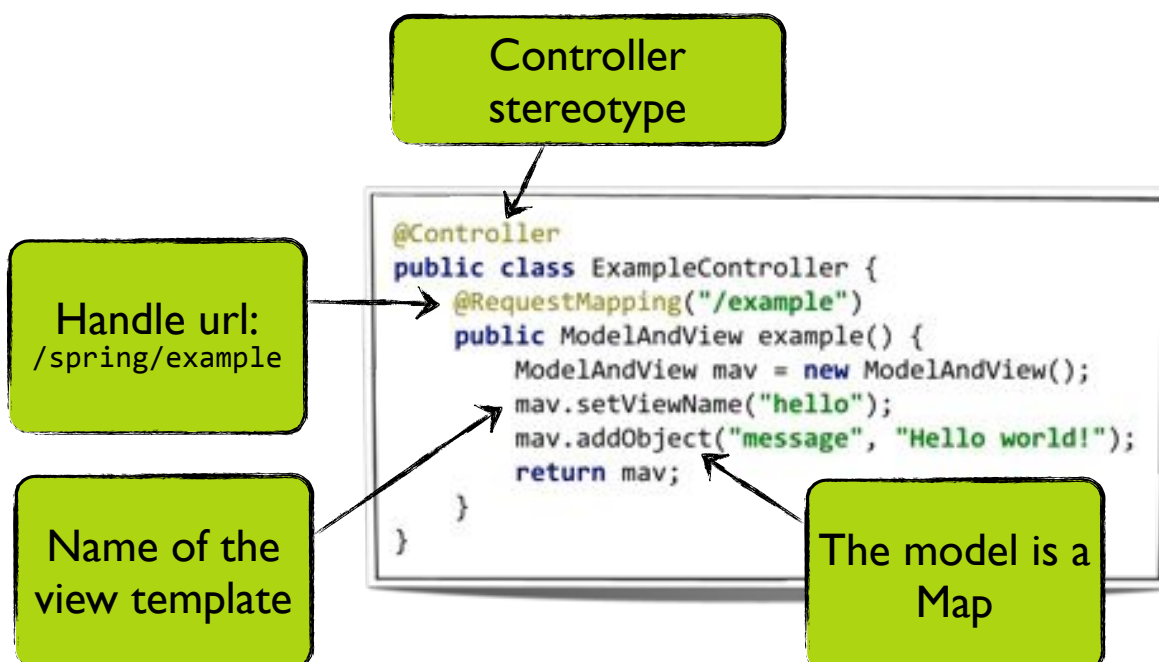 Controller
stereotype
@Controller
public class ExampleController {
@RequestMapping("/example")
public ModelAndView example() {
ModelAndView mav = new ModelAndView();
mav.setViewName("hello");
mav.addObject("message", "Hello world!");
return mav;
}
}
Handle url:
/spring/example
Name of the
view template
The model is a
Map